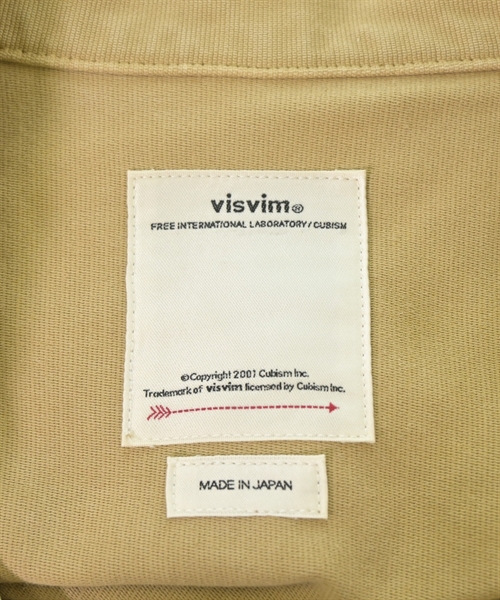 visvim®
FREE INTERNATIONAL LABORATORY / CUBISM
©Copyright 2001 Cubism Inc.
Trademark of visvim licensed by Cubism Inc.
MADE IN JAPAN